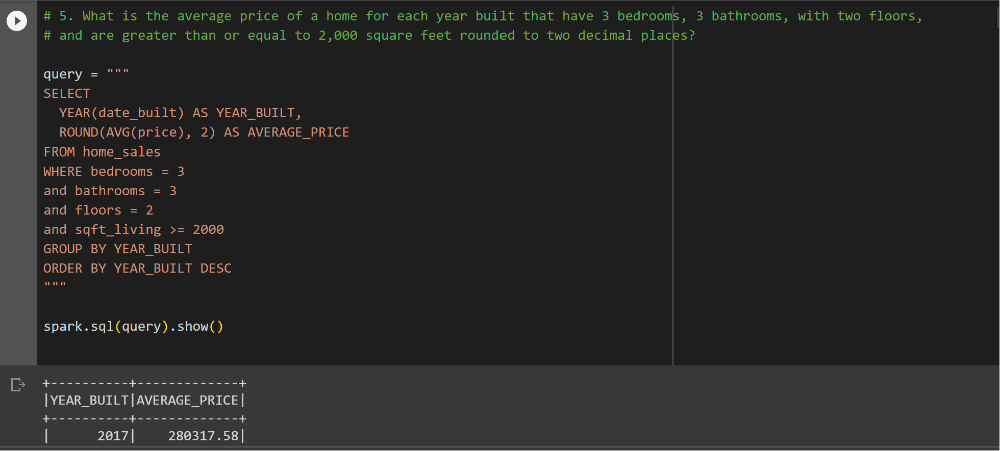 # 5. What is the average price of a home for each year built that have 3 bedrooms, 3 bathrooms, with two floors,
# and are greater than or equal to 2,000 square feet rounded to two decimal places?
query = """
SELECT
  YEAR(date_built) AS YEAR_BUILT,
  ROUND(AVG(price), 2) AS AVERAGE_PRICE
FROM home_sales
WHERE bedrooms = 3
and bathrooms = 3
and floors = 2
and sqft_living >= 2000
GROUP BY YEAR_BUILT
ORDER BY YEAR_BUILT DESC
"""
spark.sql(query).show()
+----------+-------------+
|YEAR_BUILT|AVERAGE_PRICE|
+----------+-------------+
|      2017|    280317.58|